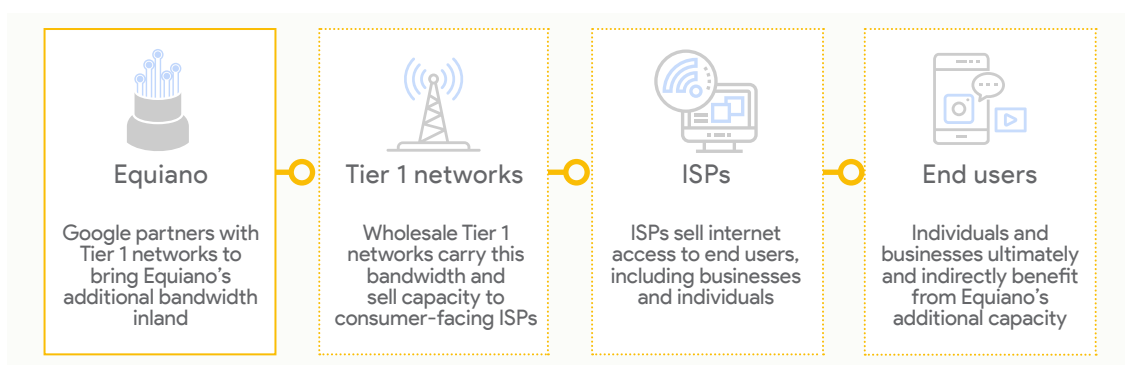 Equiano
Google partners with
Tier 1 networks to
bring Equiano's
additional bandwidth
inland
Tier 1 networks
Wholesale Tier 1
networks carry this
bandwidth and
sell capacity to
consumer-facing ISPs
ISPs
ISPs sell internet
access to end users,
including businesses
and individuals
End users
Individuals and
businesses ultimately
and indirectly benefit
from Equiano's
additional capacity